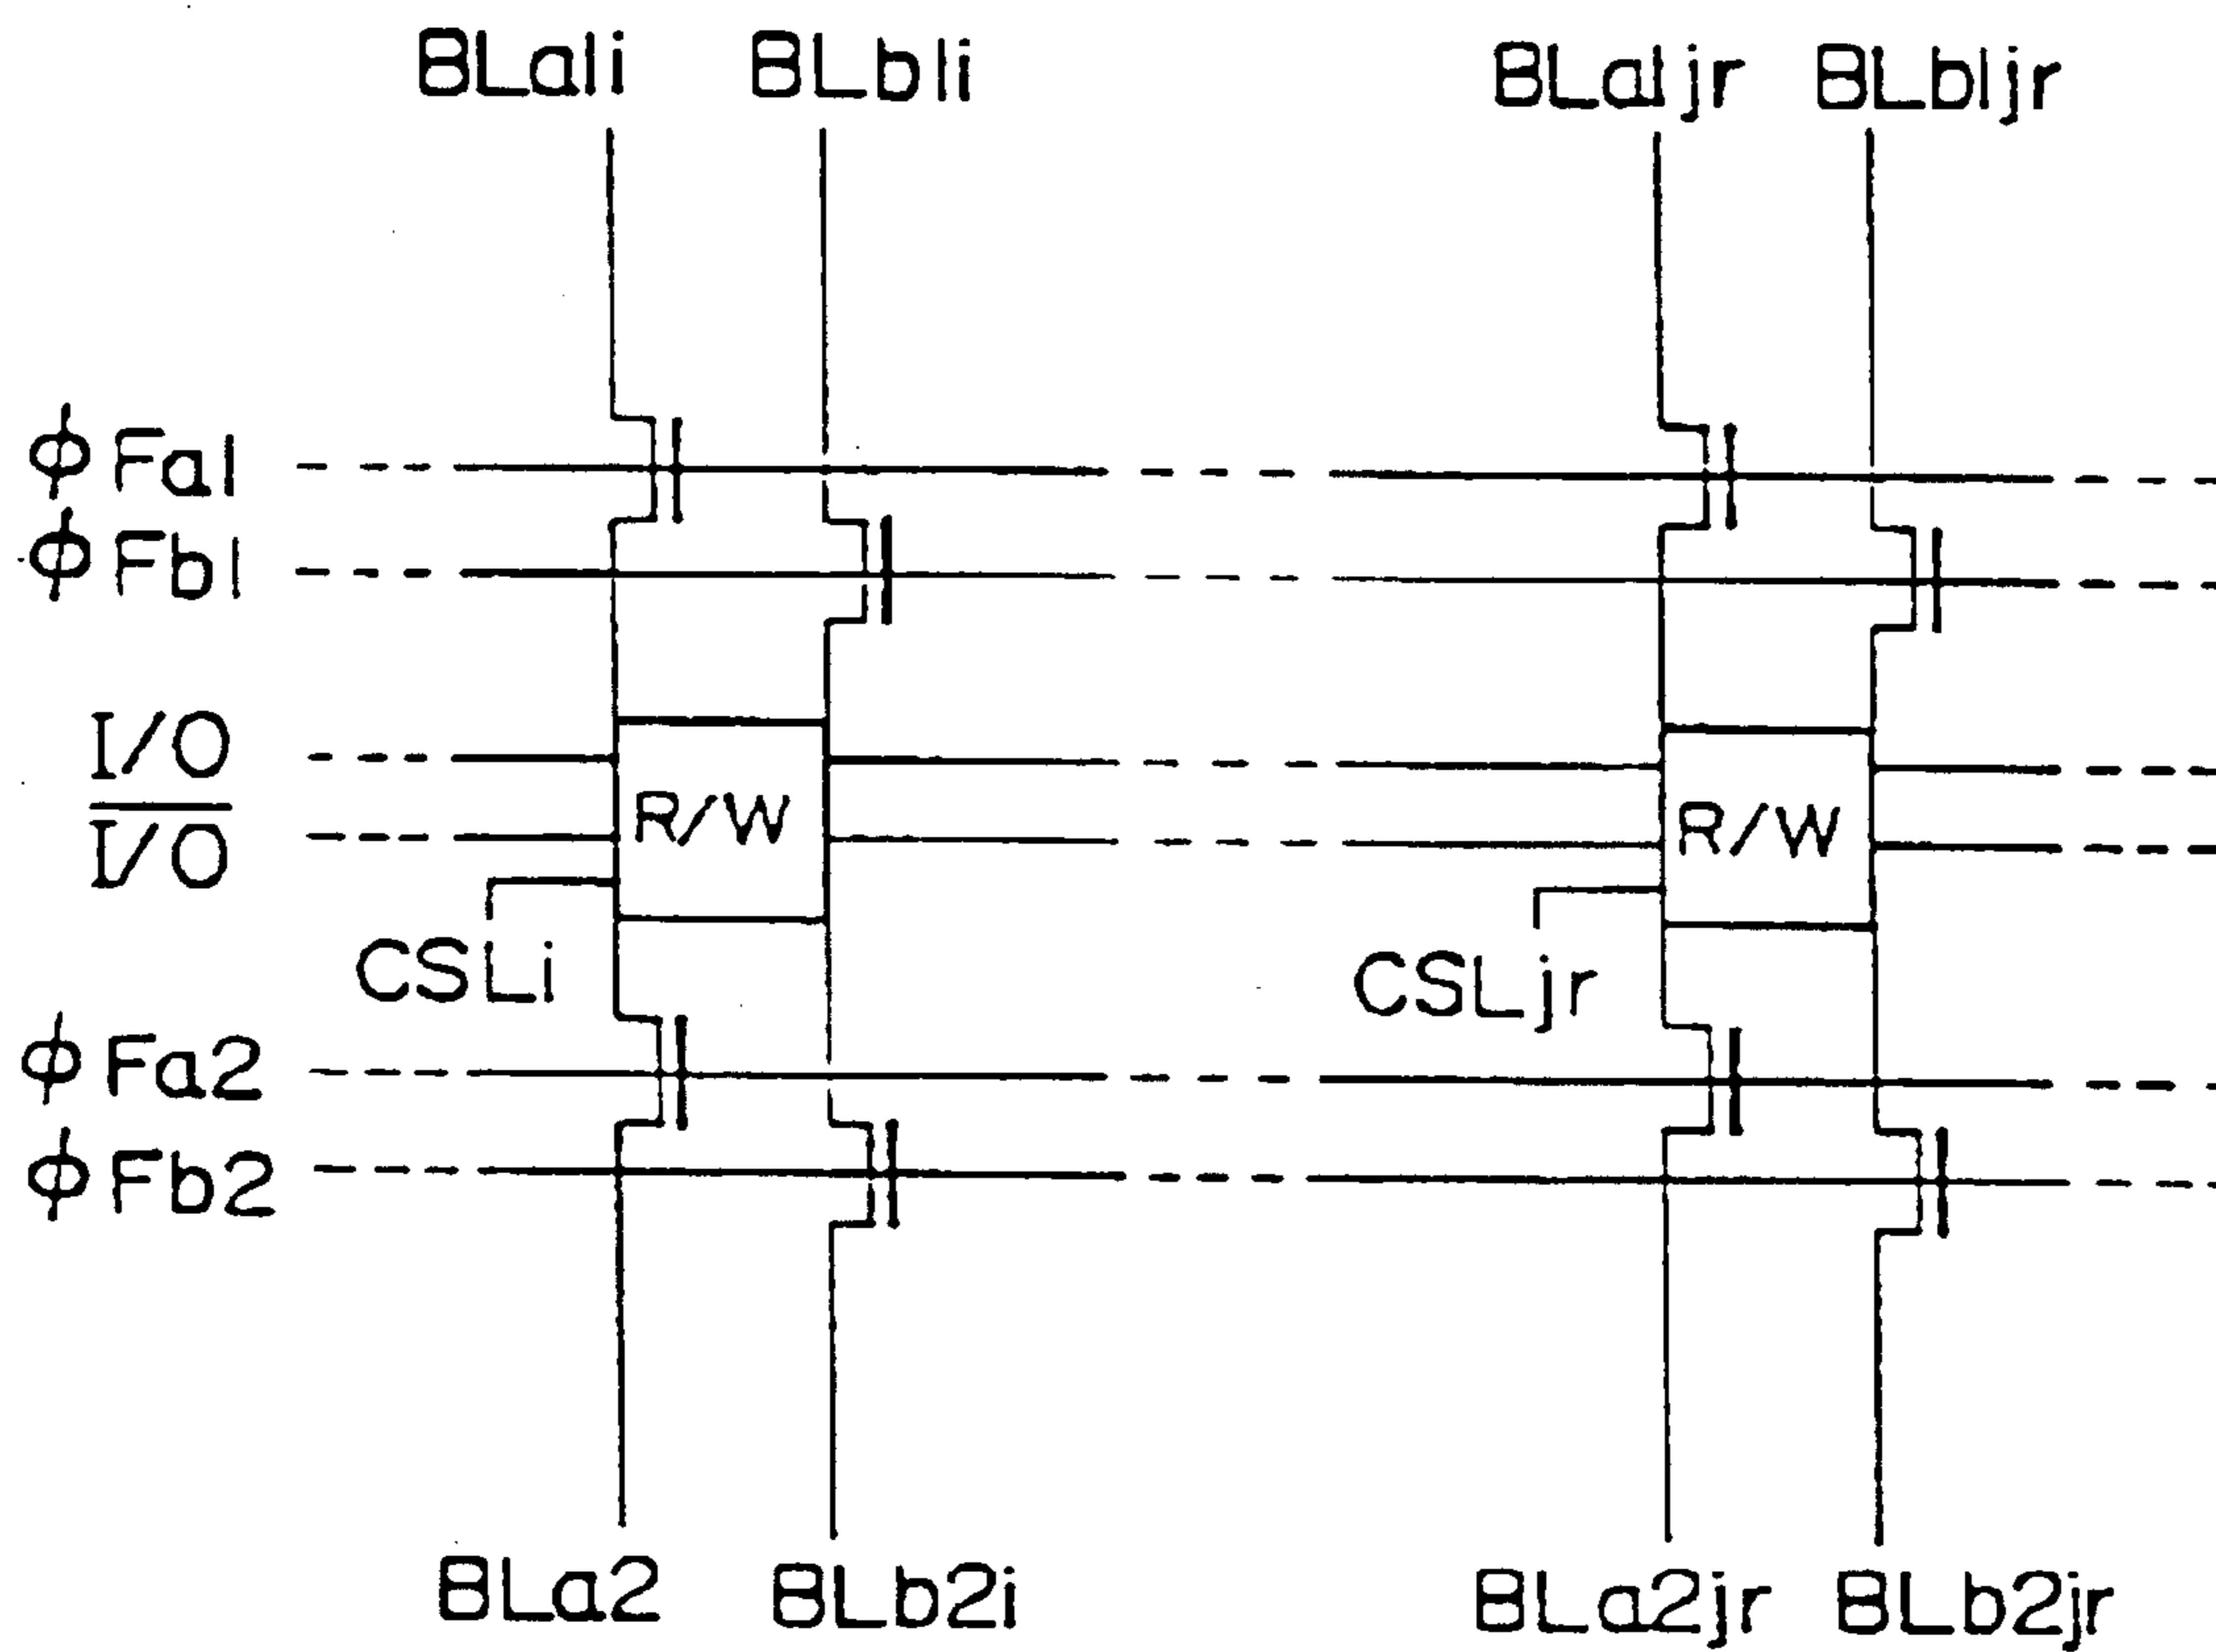 BLa1i BLb1i BLa1jr BLb1jr
φFa1
φFb1
I/O
I/O
R/W R/W
CSLi CSLjr
φFa2
φFb2
BLa2 BLb2i BLa2jr BLb2jr